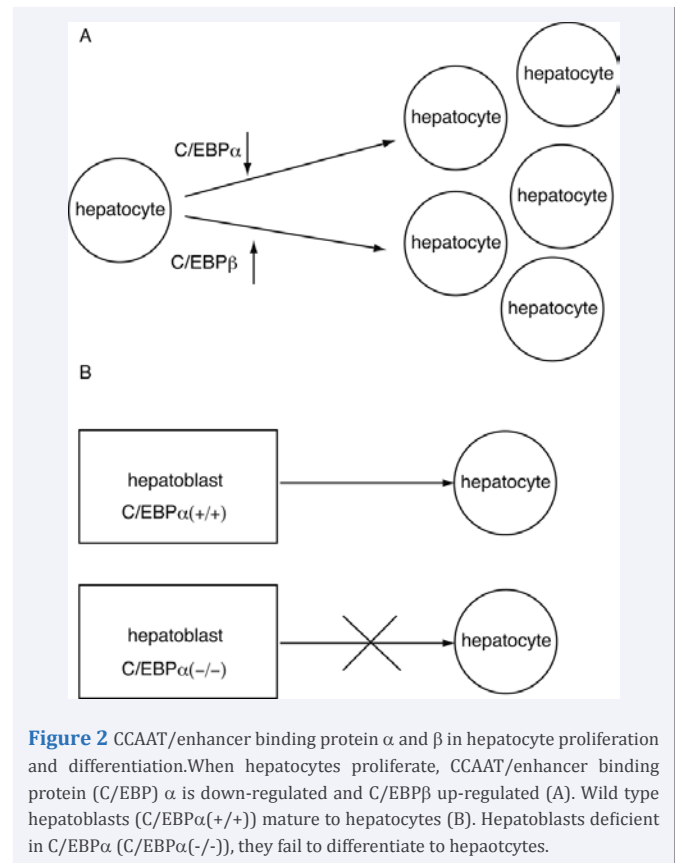 A
hepatocyte
hepatocyte
C/EBPα
hepatocyte
hepatocyte
hepatocyte
C/EBPβ
hepatocyte
B
hepatoblast
C/EBPα(+/+)
hepatocyte
hepatoblast
C/EBPα(−/−)
hepatocyte
Figure 2 CCAAT/enhancer binding protein α and β in hepatocyte proliferation
and differentiation.When hepatocytes proliferate, CCAAT/enhancer binding
protein (C/EBP) α is down-regulated and C/EBPβ up-regulated (A). Wild type
hepatoblasts (C/EBPα(+/+)) mature to hepatocytes (B). Hepatoblasts deficient
in C/EBPα (C/EBPα(-/-)), they fail to differentiate to hepaotcytes.